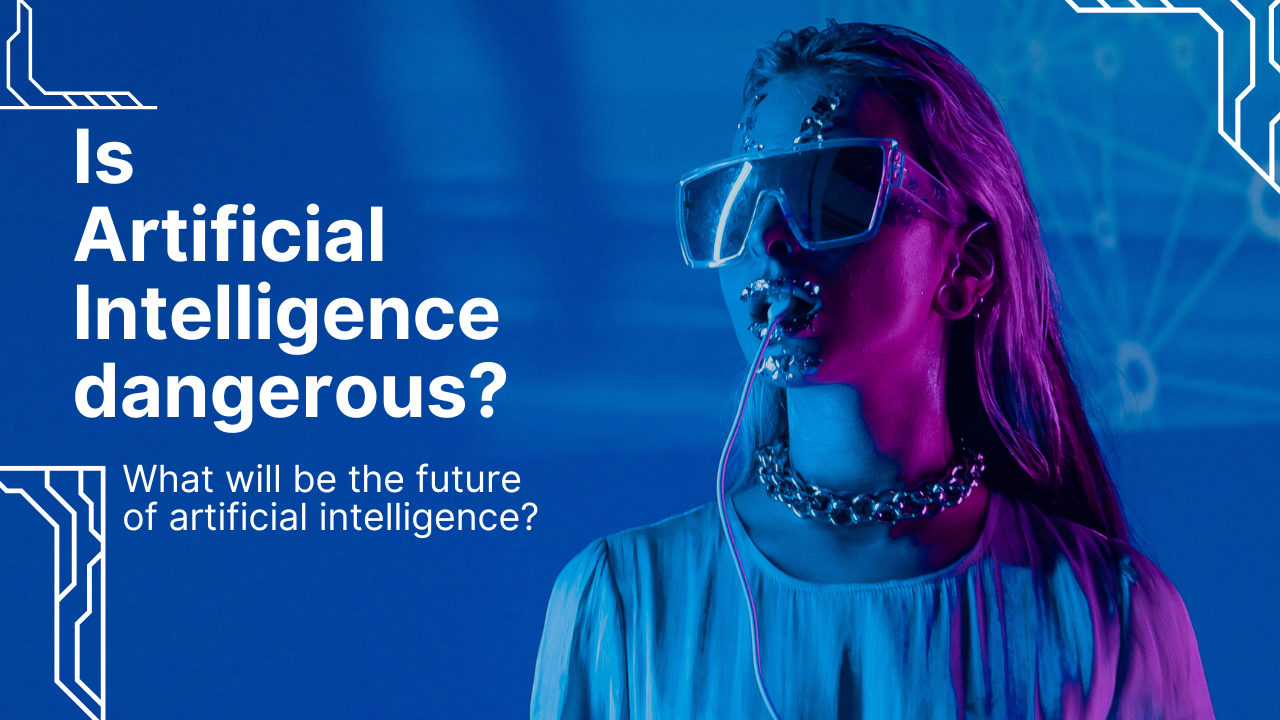 Is
Artificial
Intelligence
dangerous?
What will be the future
of artificial intelligence?